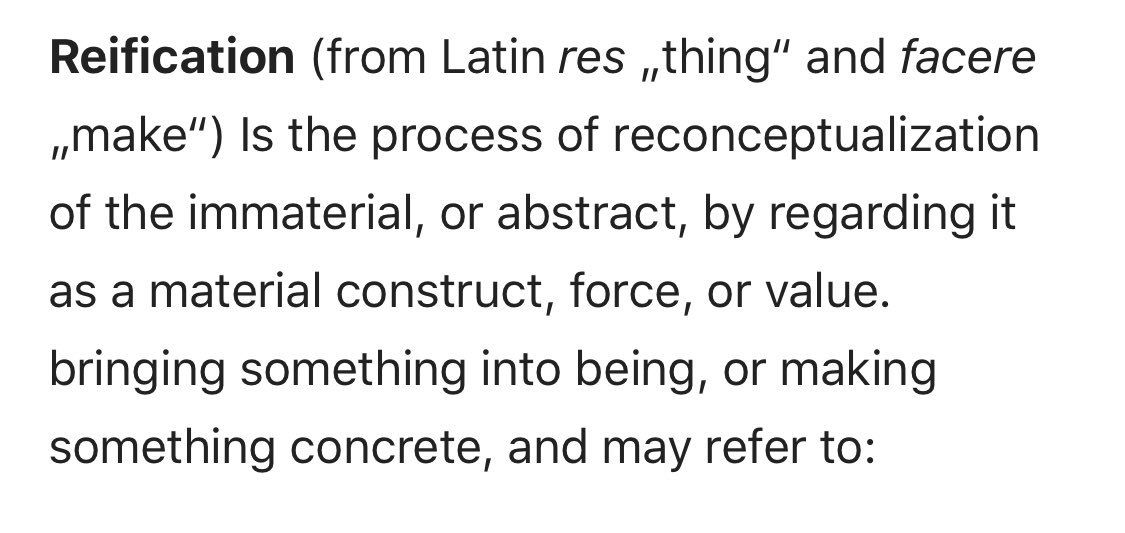 Reification (from Latin res „thing“ and facere
„make“) Is the process of reconceptualization
of the immaterial, or abstract, by regarding it
as a material construct, force, or value.
bringing something into being, or making
something concrete, and may refer to: